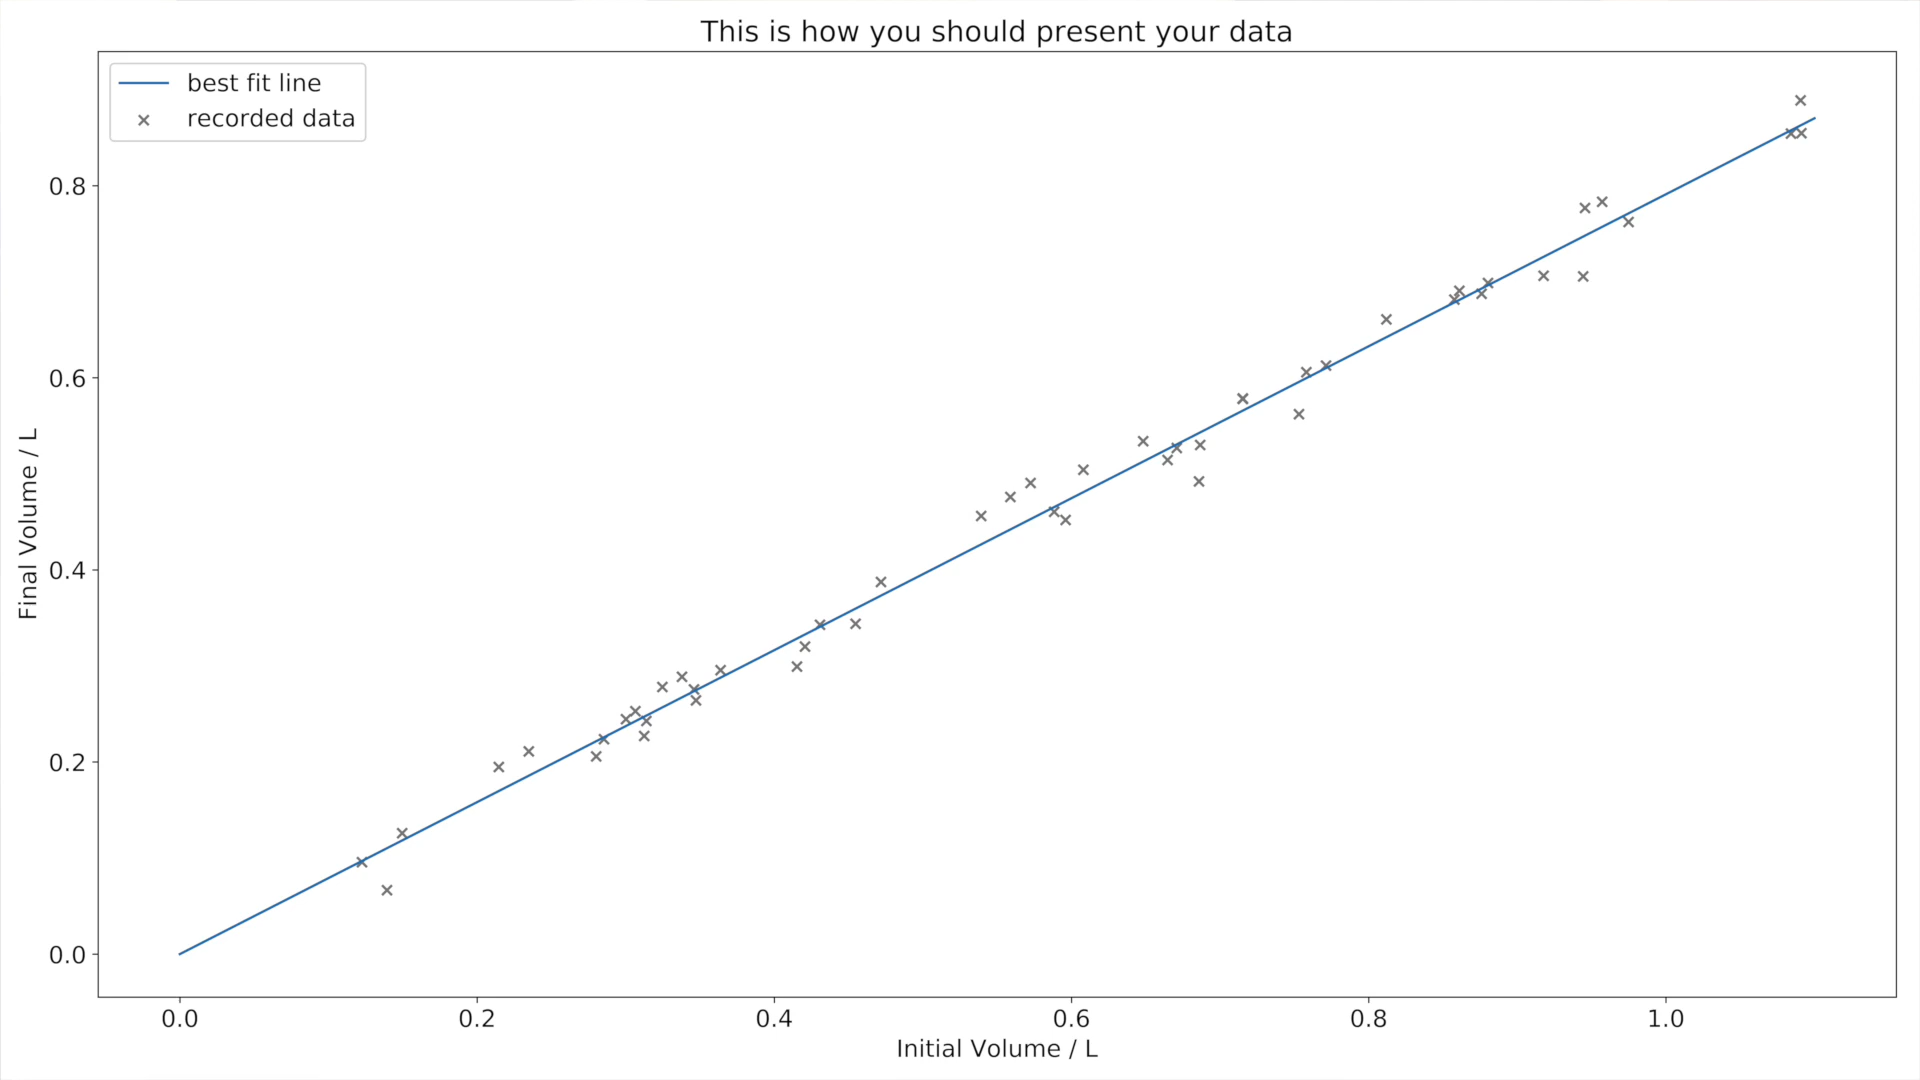 This is how you should present your data
best fit line
recorded data
0.8
0.6
0.4
0.2
0.0
Final Volume / L
0.0 0.2 0.4 0.6 0.8 1.0
Initial Volume / L